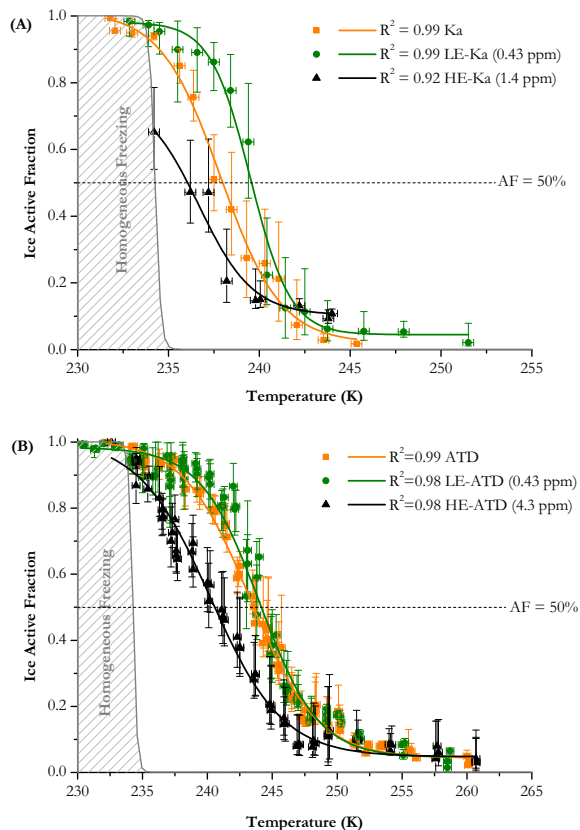 (A)
R² = 0.99 Ka
R² = 0.99 LE-Ka (0.43 ppm)
R² = 0.92 HE-Ka (1.4 ppm)
AF = 50%
Homogeneous Freezing
Ice Active Fraction
1.0
0.8
0.6
0.4
0.2
0.0
230 235 240 245 250 255
Temperature (K)
(B)
R²=0.99 ATD
R²=0.98 LE-ATD (0.43 ppm)
R²=0.98 HE-ATD (4.3 ppm)
AF = 50%
Homogeneous Freezing
Ice Active Fraction
1.0
0.8
0.6
0.4
0.2
0.0
230 235 240 245 250 255 260 265
Temperature (K)